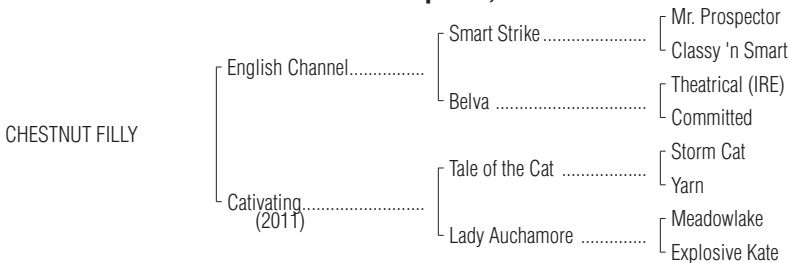 Mr. Prospector
Smart Strike......................
Classy 'n Smart
English Channel................
Theatrical (IRE)
Belva ................................
Committed
CHESTNUT FILLY
Storm Cat
Tale of the Cat ..................
Yarn
Cativating..........................
(2011)
Meadowlake
Lady Auchamore ..............
Explosive Kate